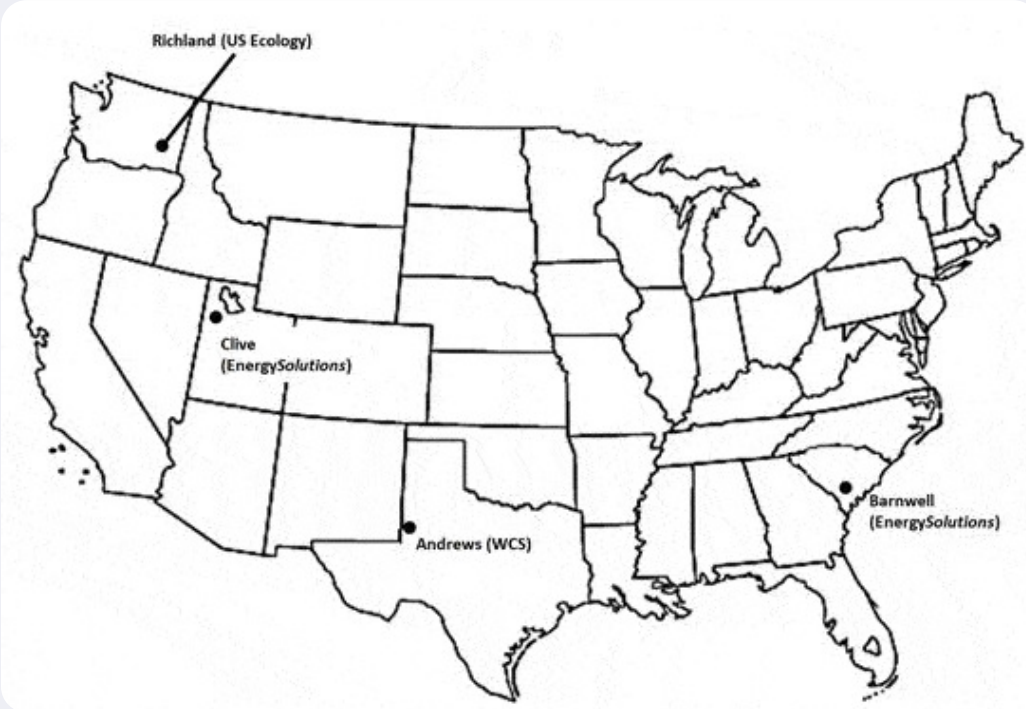 Richland (US Ecology)
Clive
(EnergySolutions)
Barnwell
(EnergySolutions)
Andrews (WCS)